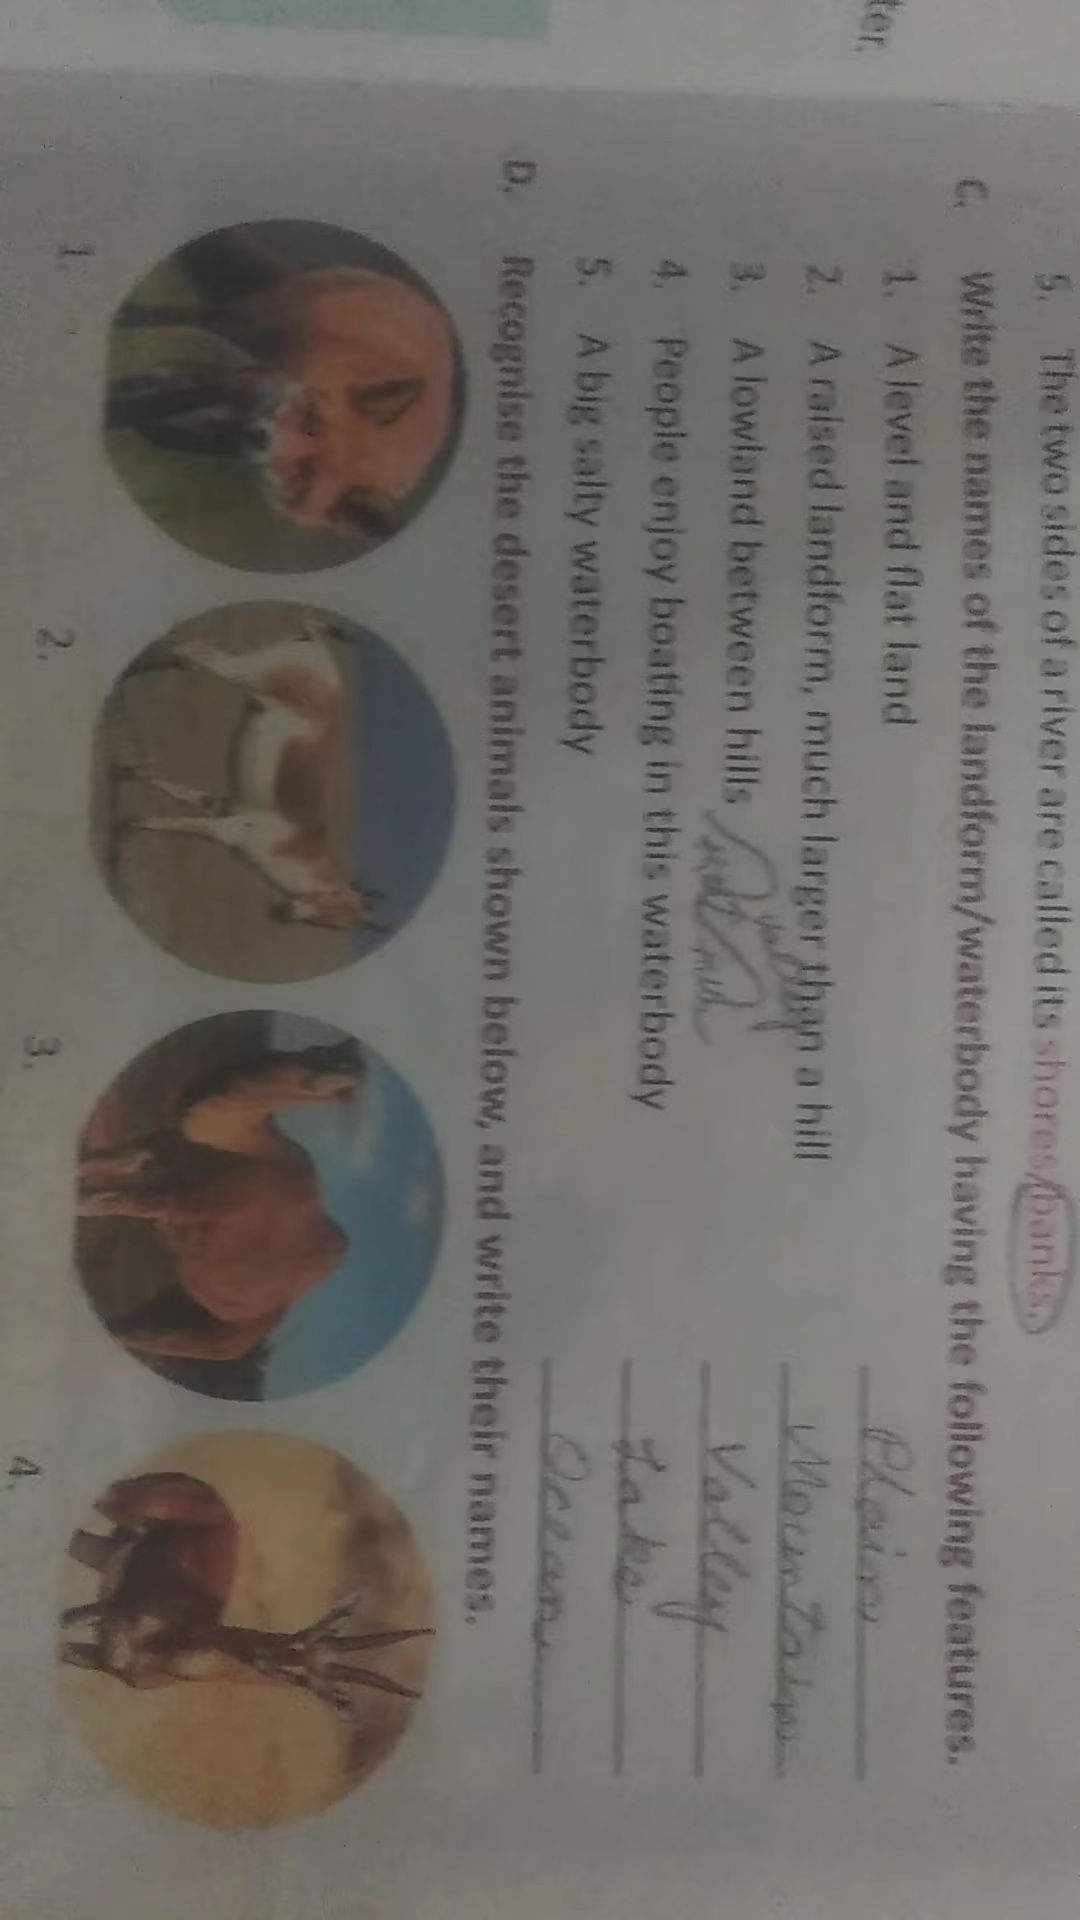 ter.
5. The two sides of a river are called its shores/banks.
C. Write the names of the landform/waterbody having the following features.
1. A level and flat land Plain
2. A raised landform, much larger than a hill Mountain
3. A lowland between hills Valley
4. People enjoy boating in this waterbody Lake
5. A big salty waterbody Ocean
D. Recognise the desert animals shown below, and write their names.
1. 2. 3. 4.